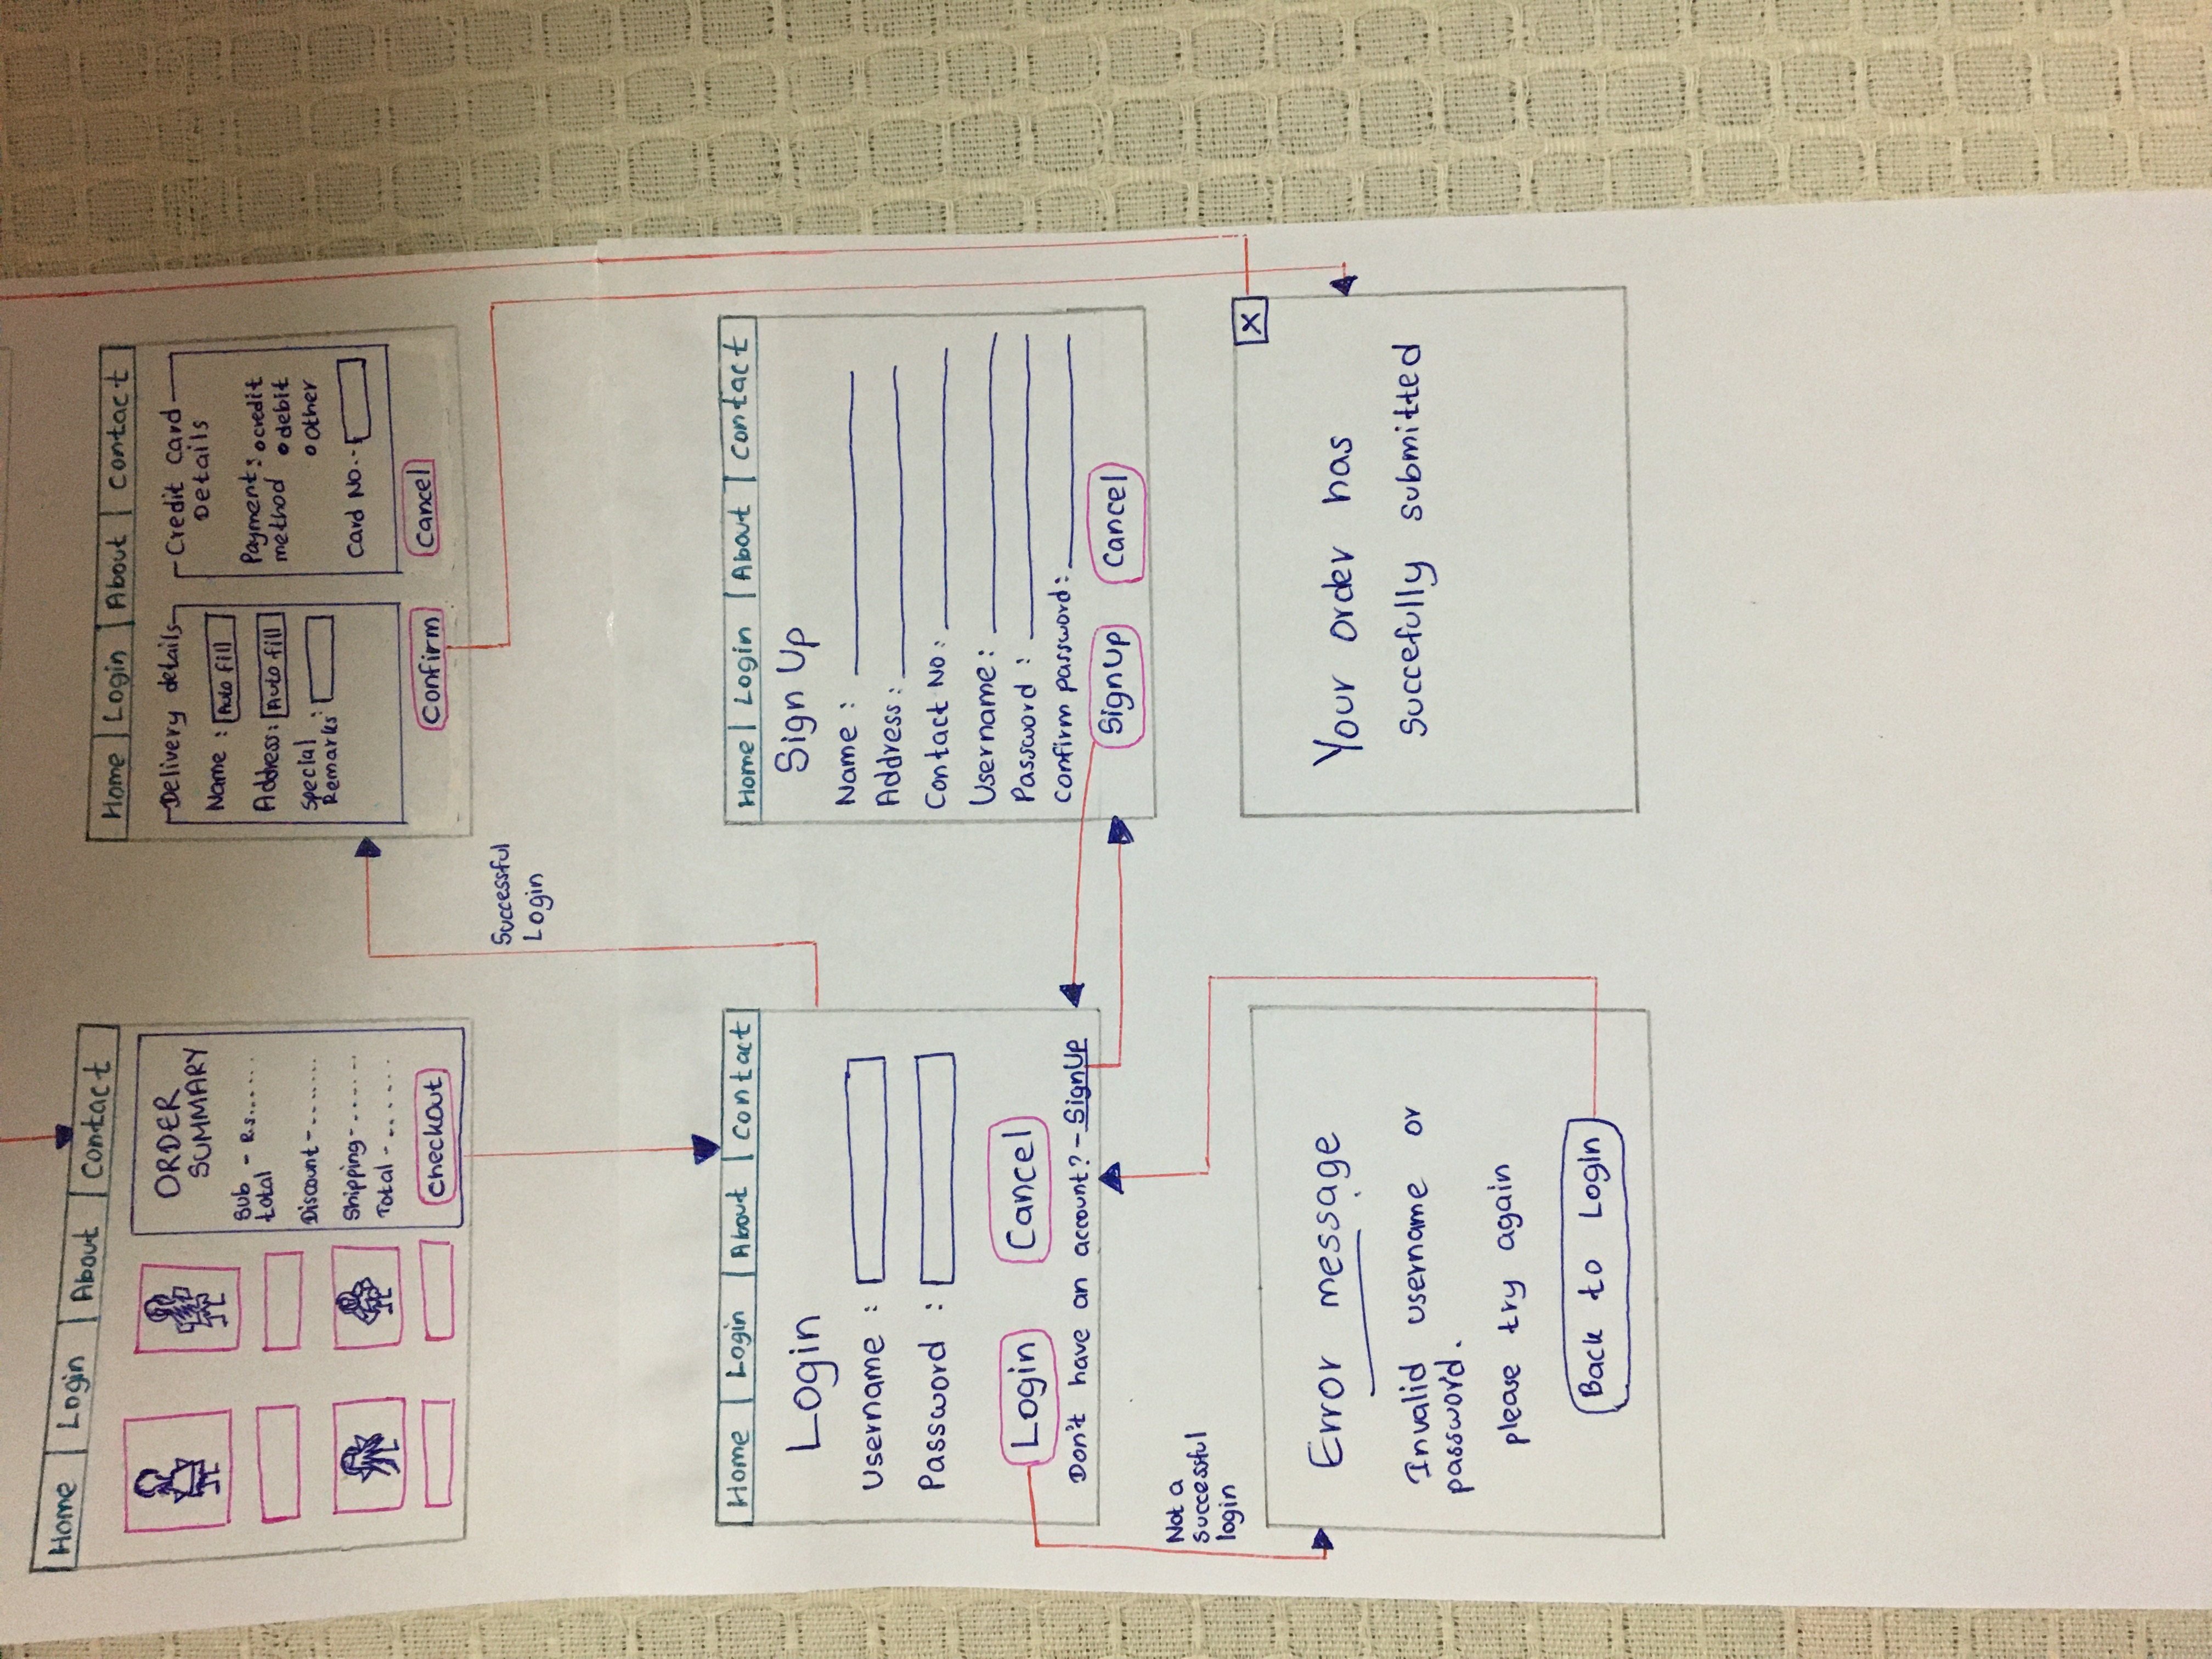 Home Login About Contact
ORDER
SUMMARY
Sub - Rs......
total
Discount - .......
Shipping - ......
Total - .......
Checkout
Home Login About Contact
Delivery details
Name : Auto fill
Address: Auto fill
Special :
Remarks
Credit card
Details
Payment : credit
method debit
other
Card No.-
Confirm Cancel
Successful
Login
Home Login About Contact
Login
Username :
Password :
Login Cancel
Don't have an account? - SignUp
Home Login About Contact
Sign Up
Name :
Address :
Contact No :
Username :
Password :
Confirm password :
SignUp Cancel
Not a
successful
login
Error message
Invalid username or
password.
please try again
Back to Login
X
Your order has
succefully submitted